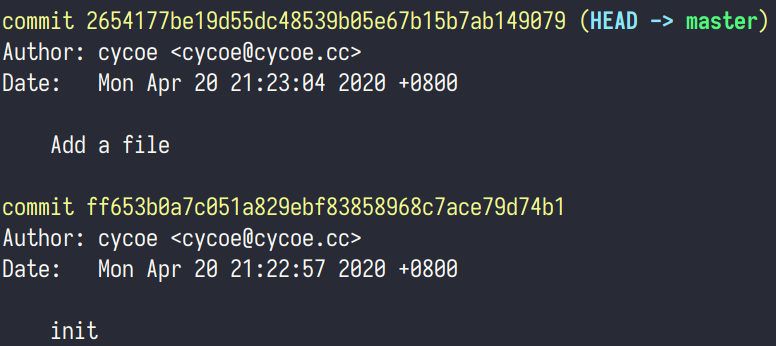 commit 2654177be19d55dc48539b05e67b15b7ab149079 (HEAD -> master)
Author: cycoe <cycoe@cycoe.cc>
Date:   Mon Apr 20 21:23:04 2020 +0800
    Add a file
commit ff653b0a7c051a829ebf83858968c7ace79d74b1
Author: cycoe <cycoe@cycoe.cc>
Date:   Mon Apr 20 21:22:57 2020 +0800
    init